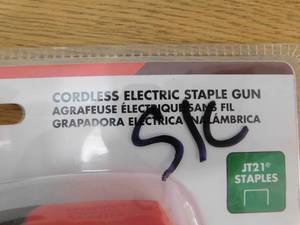 CORDLESS ELECTRIC STAPLE GUN
AGRAFEUSE ÉLECTRIQUE SANS FIL
GRAPADORA ELÉCTRICA INALÁMBRICA
S/C
JT21®
STAPLES